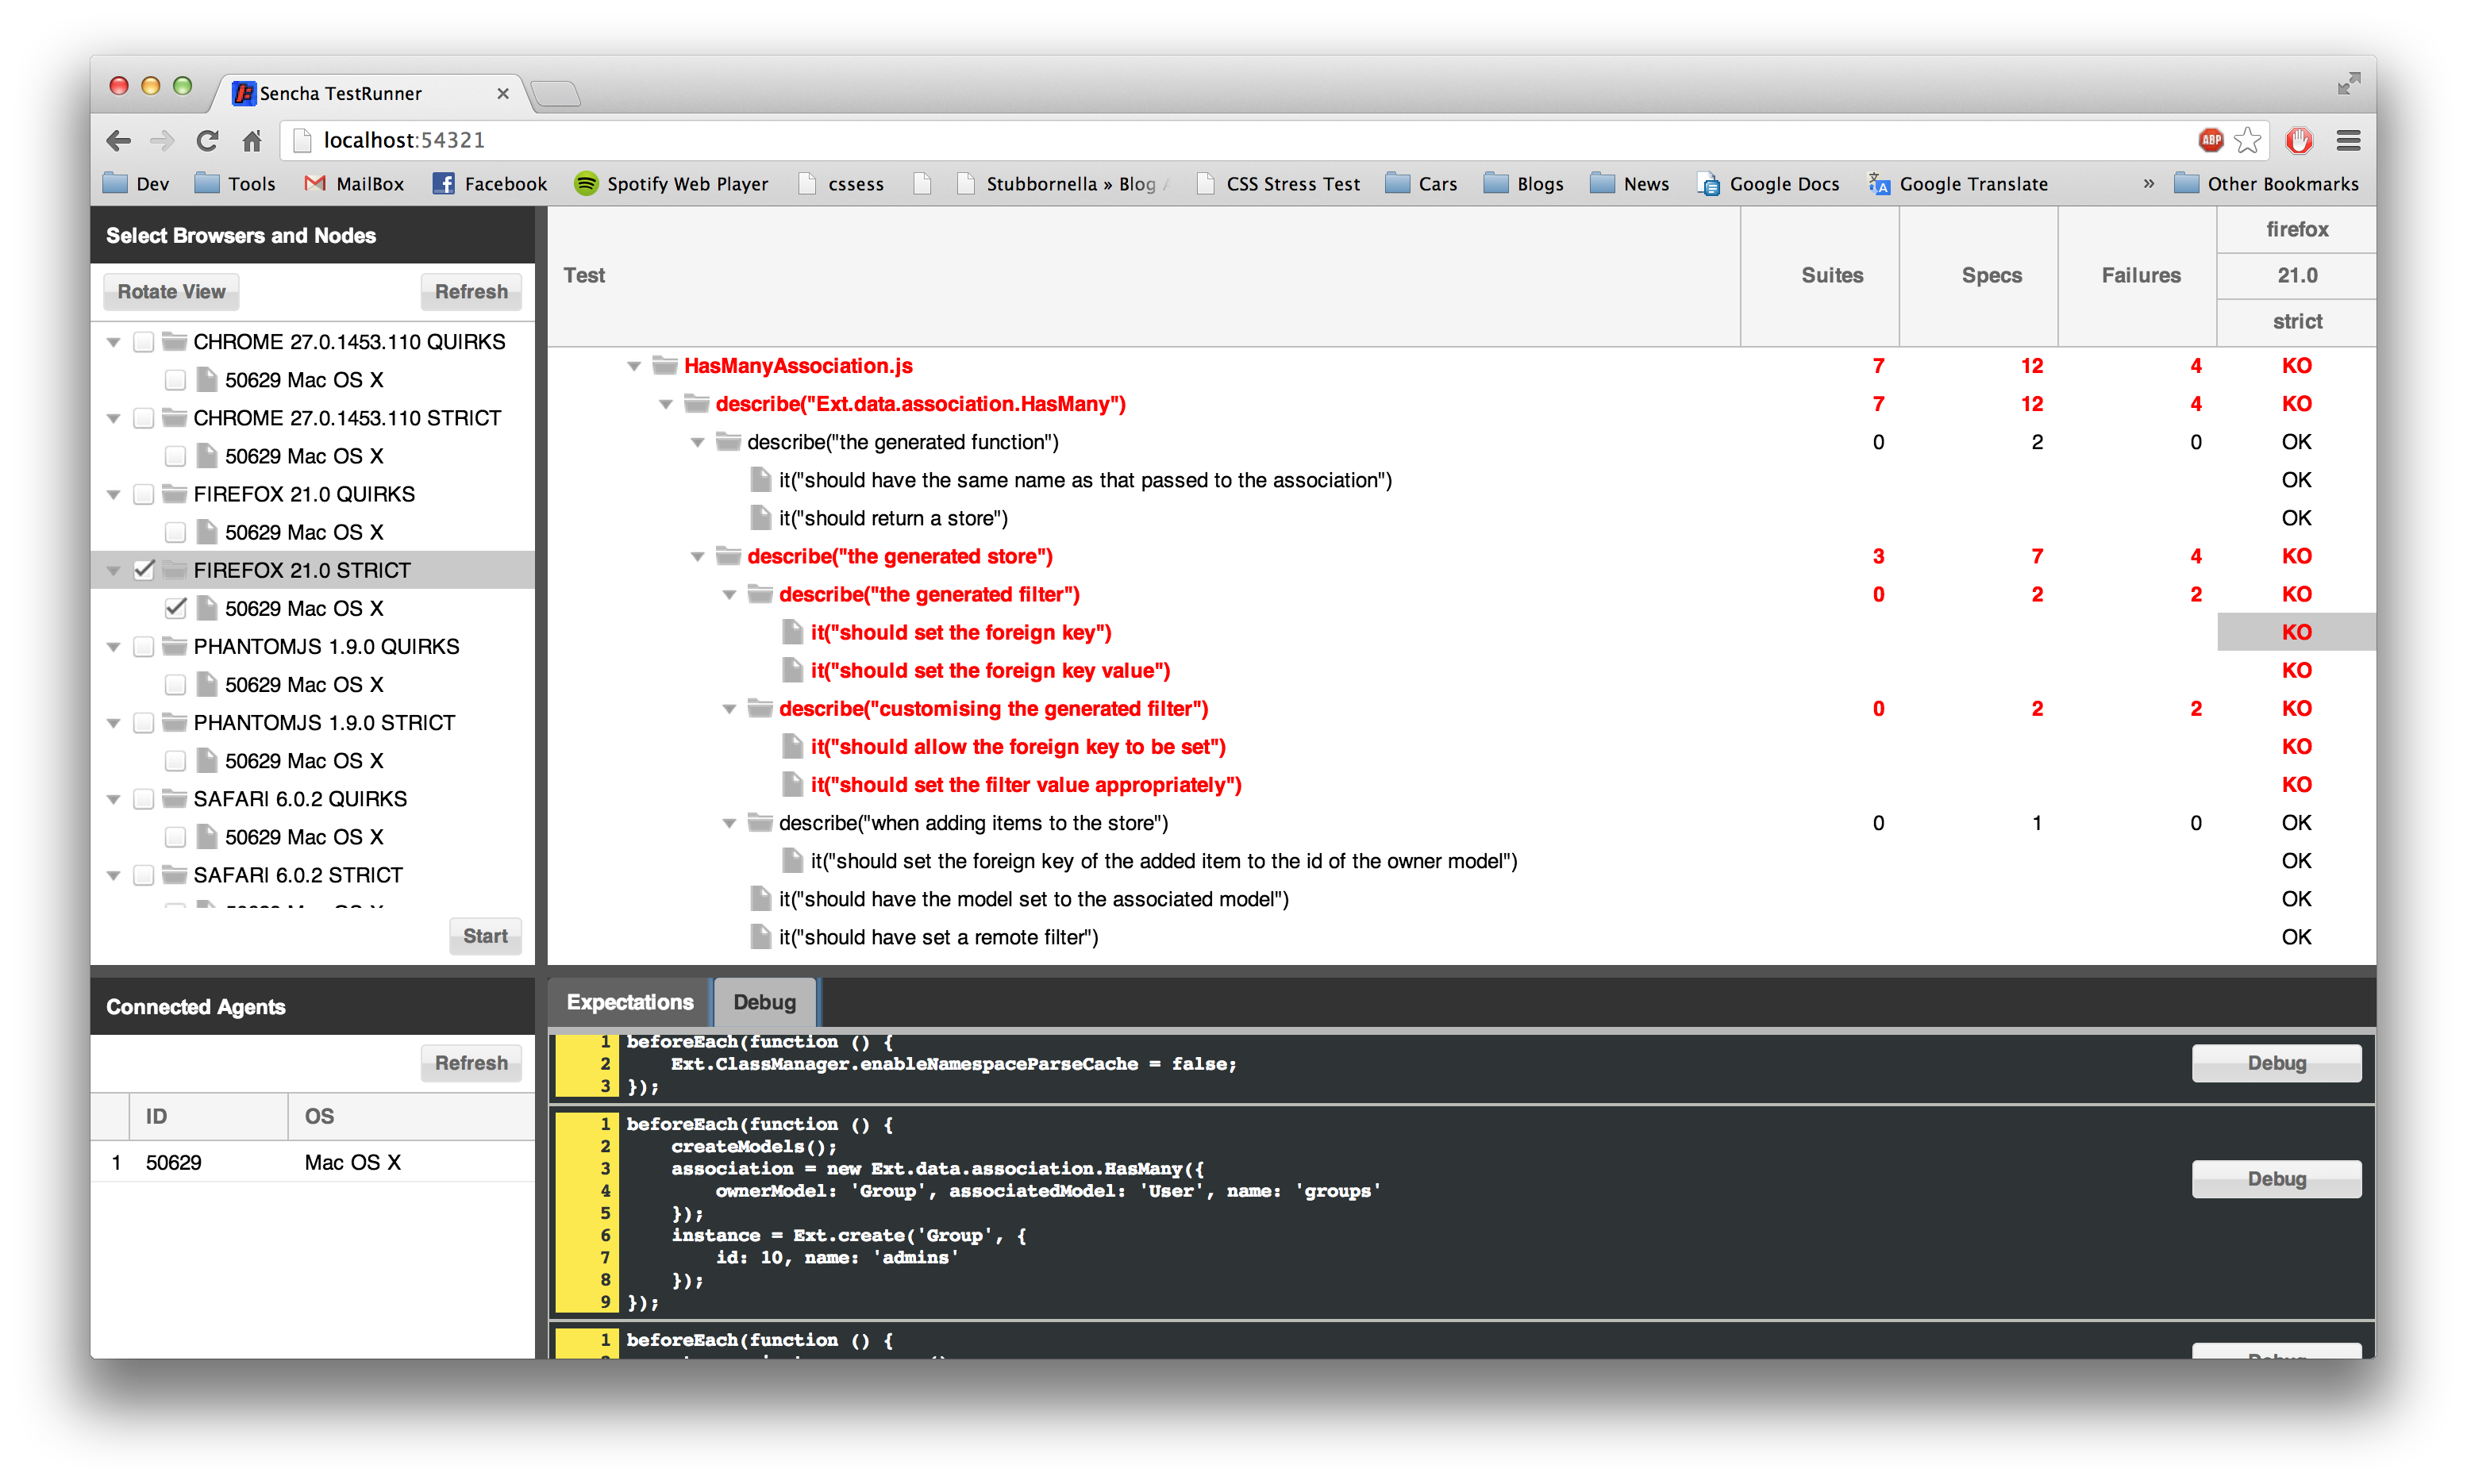 Sencha TestRunner
localhost:54321
ABP
Dev Tools MailBox Facebook Spotify Web Player cssess Stubbornella » Blog CSS Stress Test Cars Blogs News Google Docs Google Translate » Other Bookmarks
Select Browsers and Nodes
Rotate View Refresh
CHROME 27.0.1453.110 QUIRKS
50629 Mac OS X
CHROME 27.0.1453.110 STRICT
50629 Mac OS X
FIREFOX 21.0 QUIRKS
50629 Mac OS X
FIREFOX 21.0 STRICT
50629 Mac OS X
PHANTOMJS 1.9.0 QUIRKS
50629 Mac OS X
PHANTOMJS 1.9.0 STRICT
50629 Mac OS X
SAFARI 6.0.2 QUIRKS
50629 Mac OS X
SAFARI 6.0.2 STRICT
50629 Mac OS X
Start
Test Suites Specs Failures firefox
21.0
strict
HasManyAssociation.js 7 12 4 KO
describe("Ext.data.association.HasMany") 7 12 4 KO
describe("the generated function") 0 2 0 OK
it("should have the same name as that passed to the association") OK
it("should return a store") OK
describe("the generated store") 3 7 4 KO
describe("the generated filter") 0 2 2 KO
it("should set the foreign key") KO
it("should set the foreign key value") KO
describe("customising the generated filter") 0 2 2 KO
it("should allow the foreign key to be set") KO
it("should set the filter value appropriately") KO
describe("when adding items to the store") 0 1 0 OK
it("should set the foreign key of the added item to the id of the owner model") OK
it("should have the model set to the associated model") OK
it("should have set a remote filter") OK
Connected Agents
Refresh
ID OS
1 50629 Mac OS X
Expectations Debug
1 beforeEach(function () {
2 Ext.ClassManager.enableNamespaceParseCache = false;
3 });
Debug
1 beforeEach(function () {
2 createModels();
3 association = new Ext.data.association.HasMany({
4 ownerModel: 'Group', associatedModel: 'User', name: 'groups'
5 });
6 instance = Ext.create('Group', {
7 id: 10, name: 'admins'
8 });
9 });
Debug
1 beforeEach(function () {
Debug